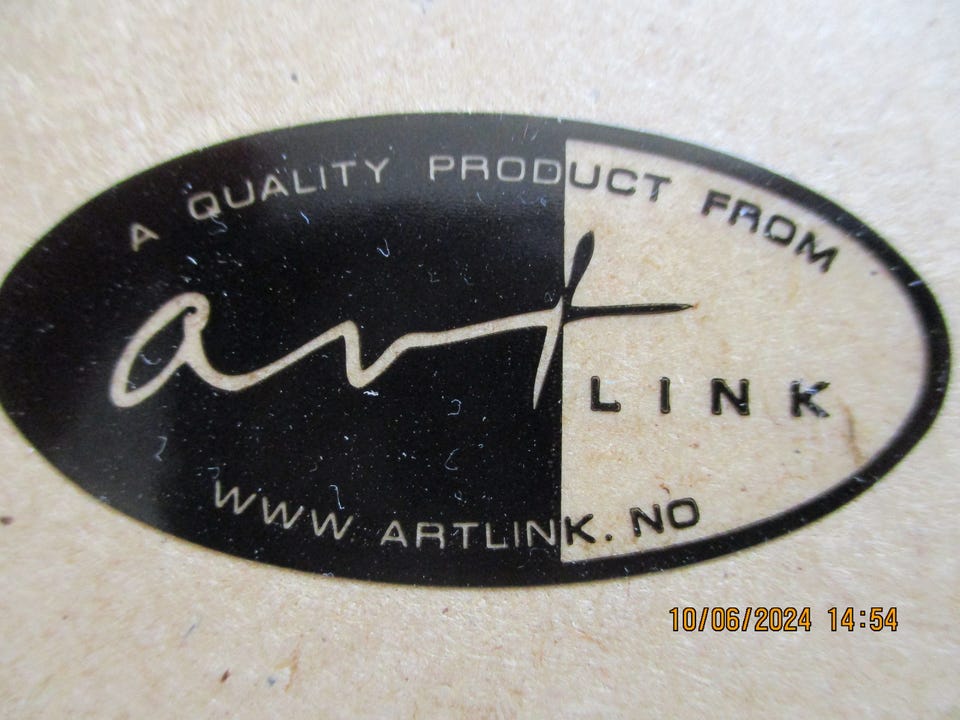 A QUALITY PRODUCT FROM
art
LINK
WWW.ARTLINK.NO
10/06/2024 14:54